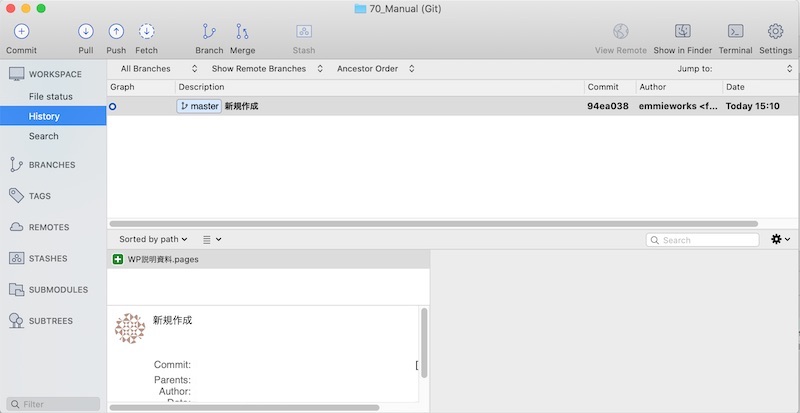 70_Manual (Git)
Commit Pull Push Fetch Branch Merge Stash View Remote Show in Finder Terminal Settings
WORKSPACE
File status
History
Search
BRANCHES
TAGS
REMOTES
STASHES
SUBMODULES
SUBTREES
Filter
All Branches Show Remote Branches Ancestor Order Jump to:
Graph Description Commit Author Date
master 新規作成 94ea038 emmieworks <f... Today 15:10
Sorted by path Search
WP説明資料.pages
新規作成
Commit: [
Parents:
Author: